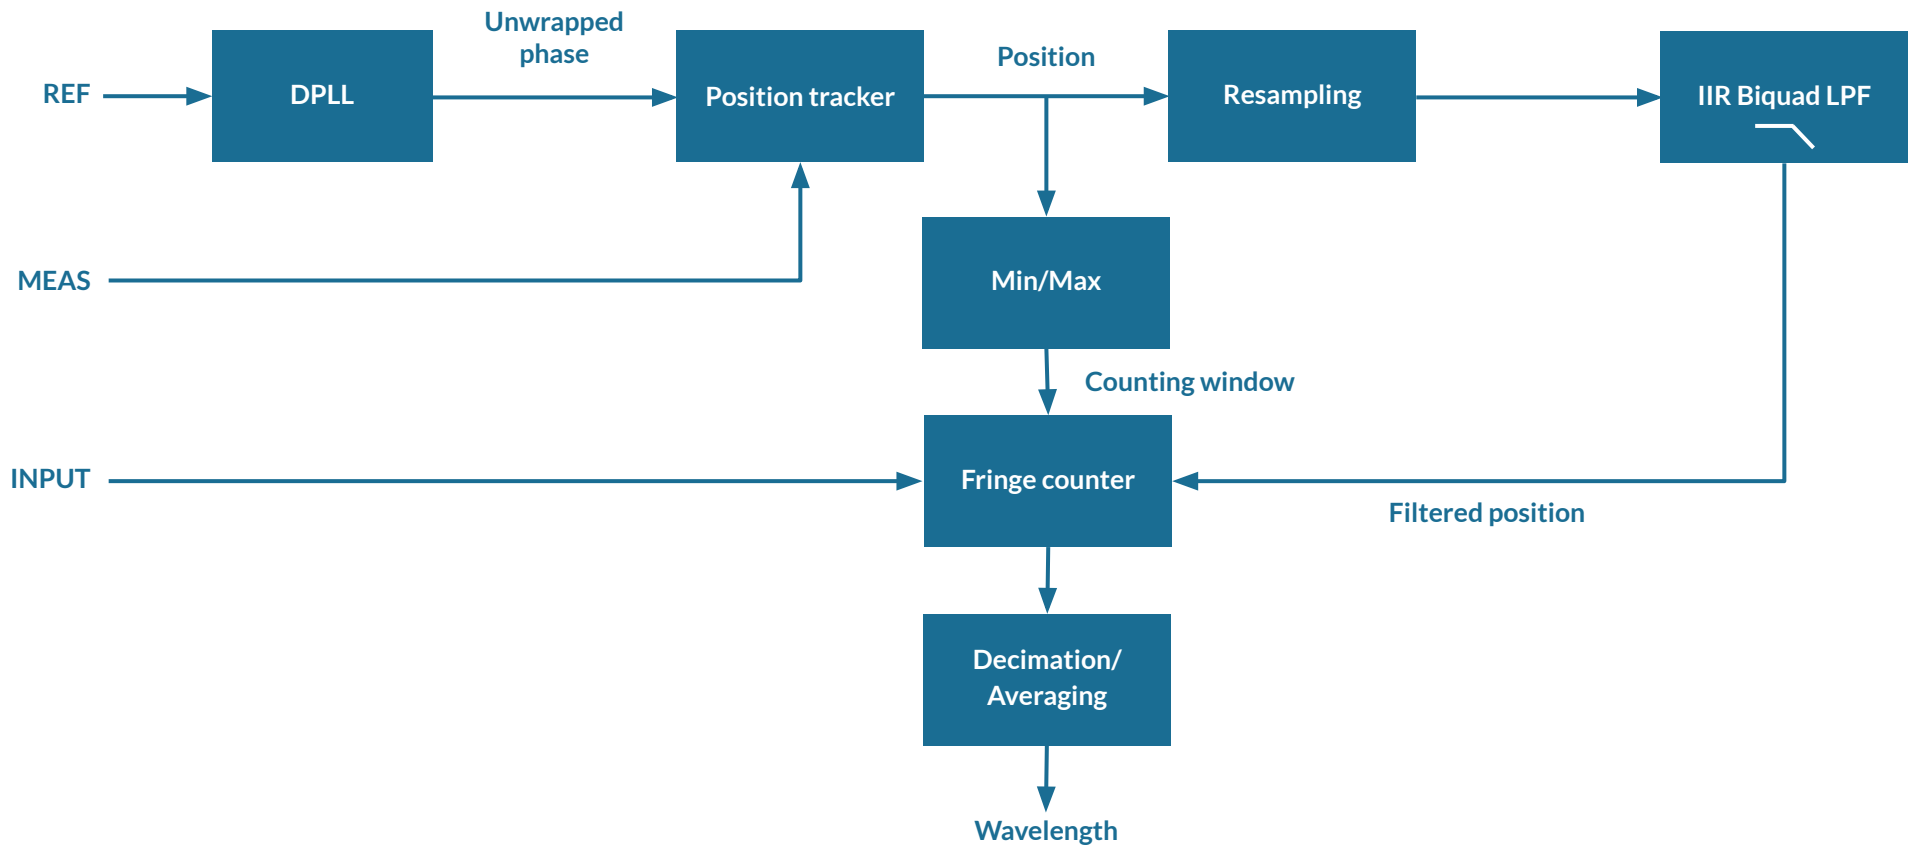 Unwrapped
phase
REF
DPLL
Position tracker
Position
Resampling
IIR Biquad LPF
MEAS
Min/Max
Counting window
INPUT
Fringe counter
Filtered position
Decimation/
Averaging
Wavelength